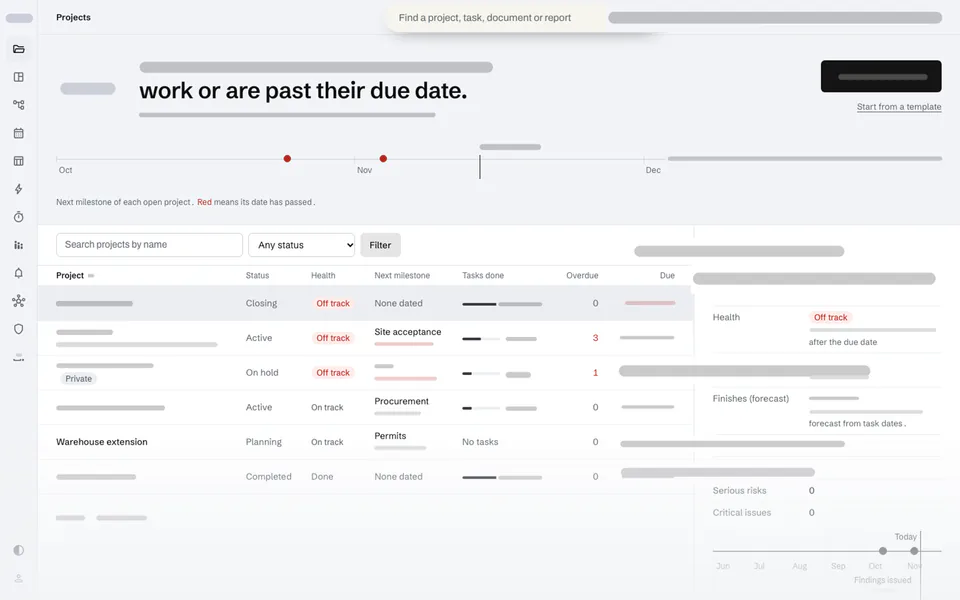 Projects
Find a project, task, document or report
work or are past their due date.
Start from a template
Oct
Nov
Dec
Next milestone of each open project. Red means its date has passed.
Search projects by name
Any status
Filter
Project Status Health Next milestone Tasks done Overdue Due
Closing Off track None dated 0
Active Off track Site acceptance 3
On hold Off track 1
Private
Active On track Procurement 0
Warehouse extension Planning On track Permits No tasks 0
Completed Done None dated 0
Health Off track
after the due date
Finishes (forecast)
forecast from task dates.
Serious risks 0
Critical issues 0
Today
Jun Jul Aug Sep Oct Nov
Findings issued